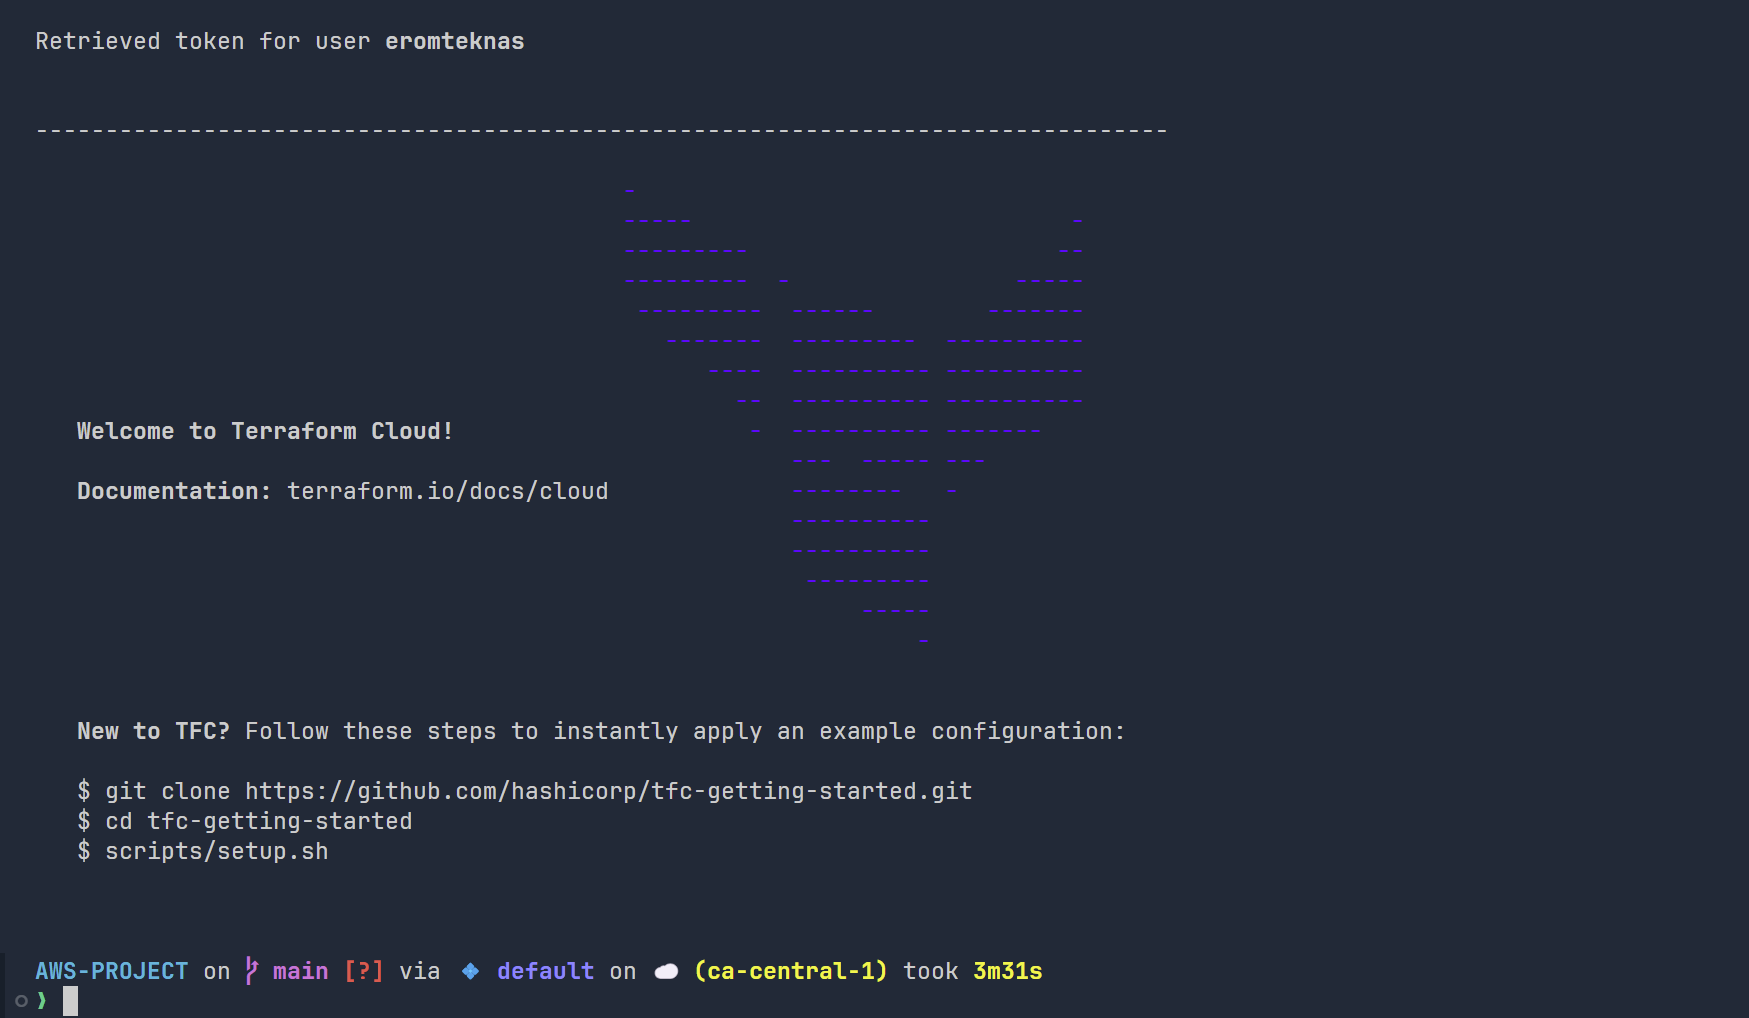 Retrieved token for user eromteknas
---------------------------------------------------------------------------------
Welcome to Terraform Cloud!
Documentation: terraform.io/docs/cloud
New to TFC? Follow these steps to instantly apply an example configuration:
$ git clone https://github.com/hashicorp/tfc-getting-started.git
$ cd tfc-getting-started
$ scripts/setup.sh
AWS-PROJECT on main [?] via default on (ca-central-1) took 3m31s
❯